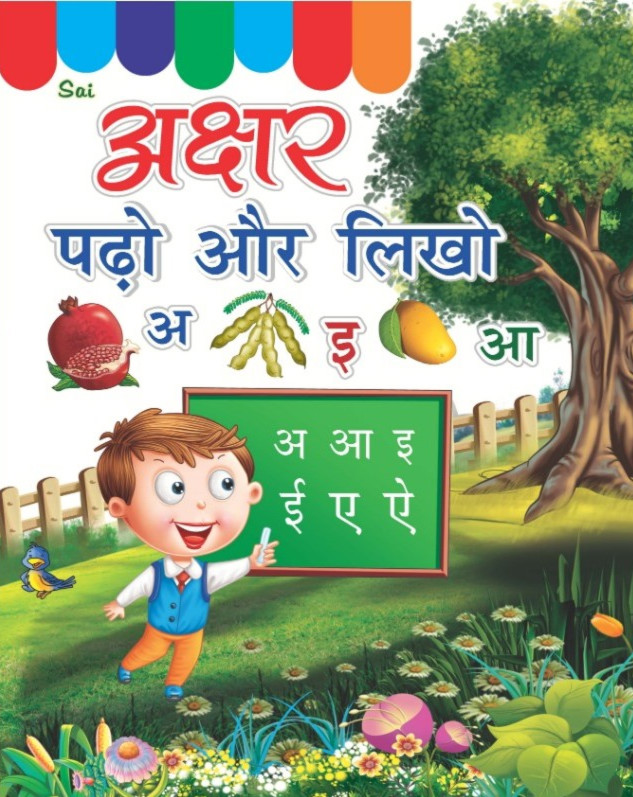 Sai
अक्षर
पढ़ो और लिखो
अ इ आ
अ आ इ
ई ए ऐ